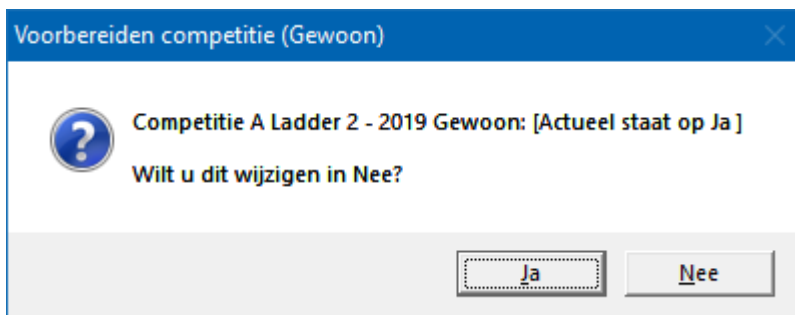 Voorbereiden competitie (Gewoon)
Competitie A Ladder 2 - 2019 Gewoon: [Actueel staat op Ja ]
Wilt u dit wijzigen in Nee?
Ja
Nee